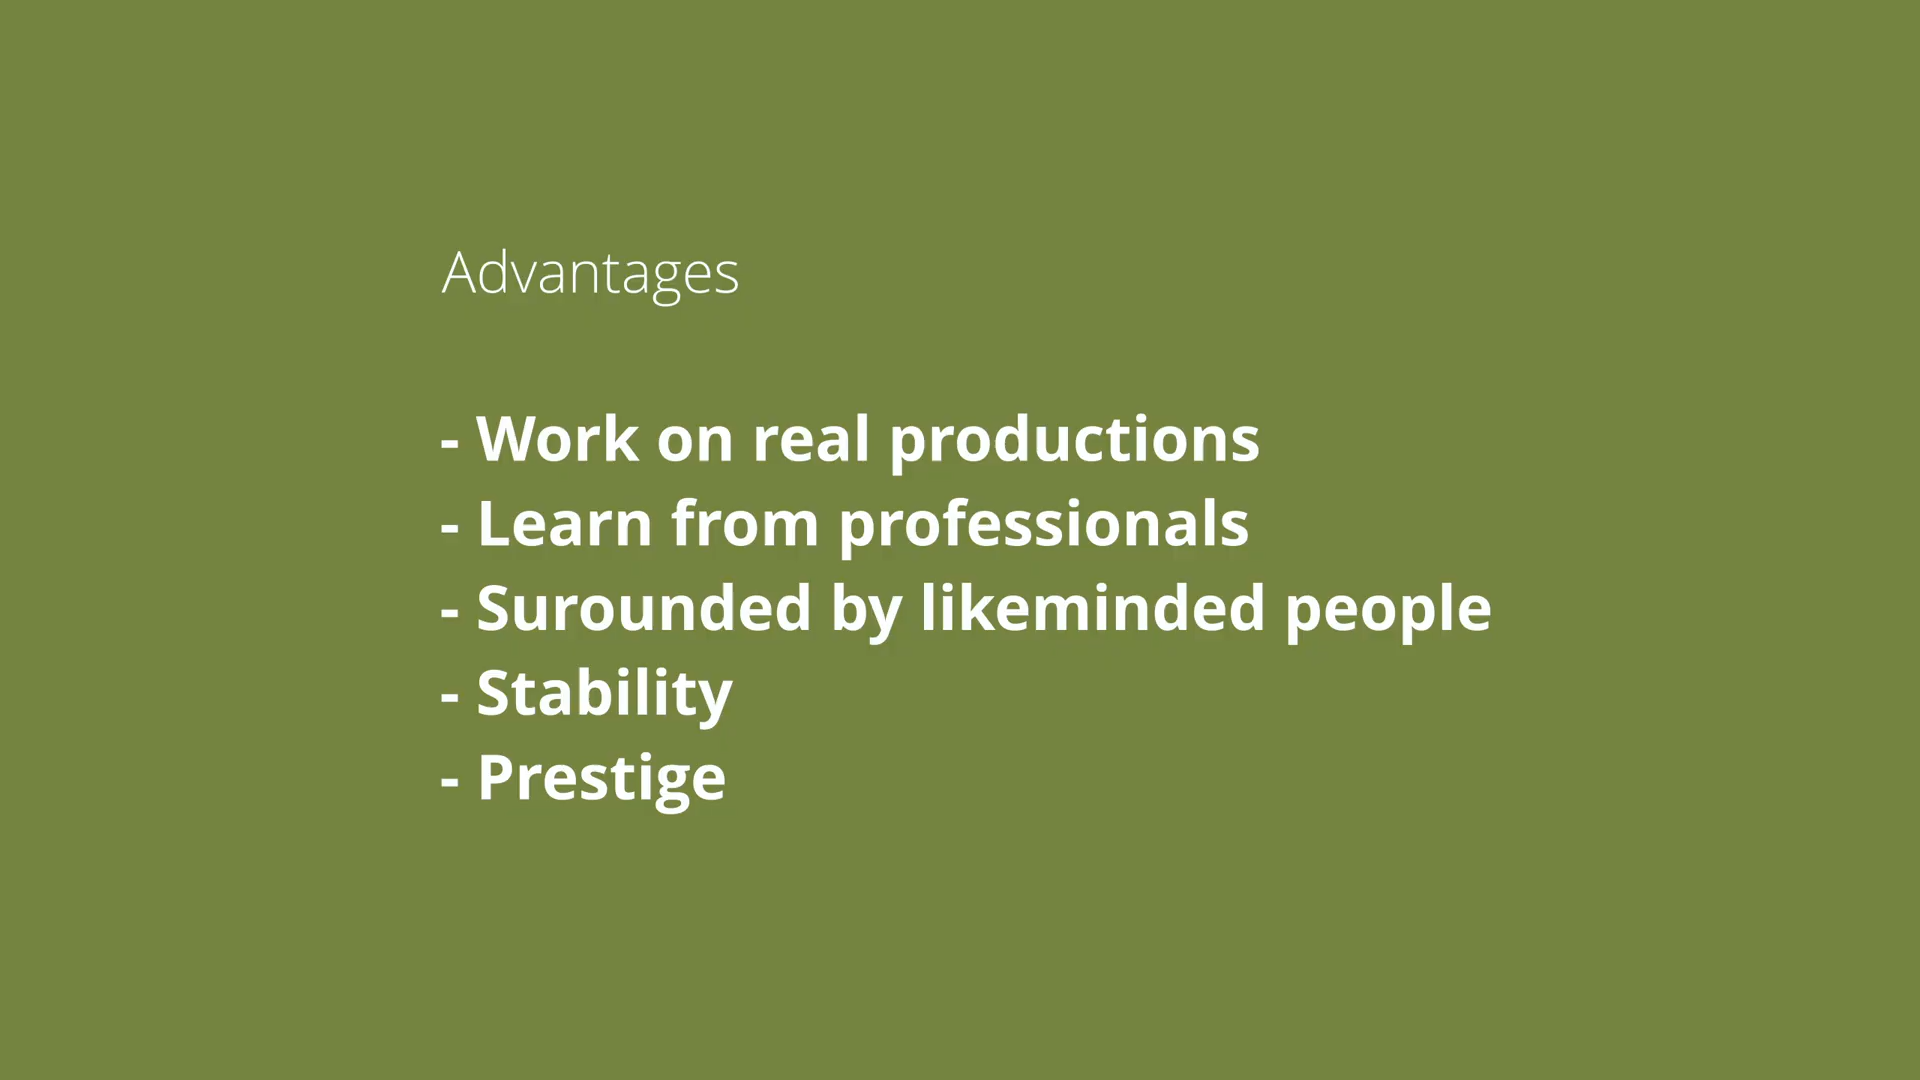 Advantages
- Work on real productions
- Learn from professionals
- Surounded by likeminded people
- Stability
- Prestige